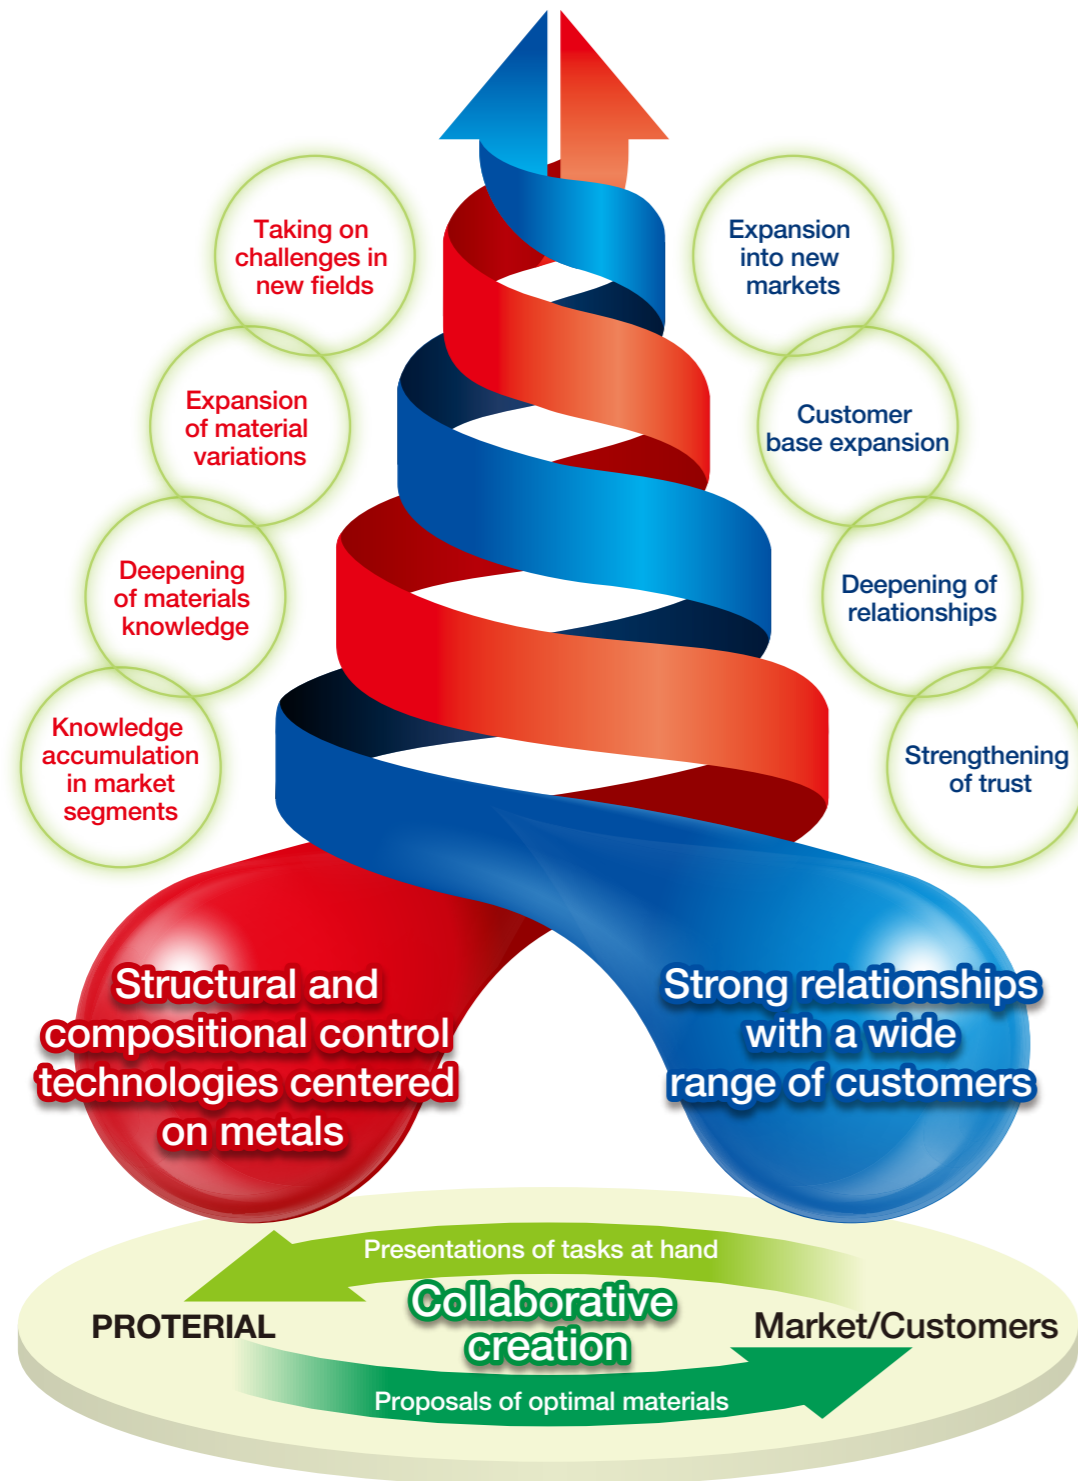 Taking on
challenges in
new fields
Expansion
into new
markets
Expansion
of material
variations
Customer
base expansion
Deepening
of materials
knowledge
Deepening of
relationships
Knowledge
accumulation
in market
segments
Strengthening
of trust
Structural and
compositional control
technologies centered
on metals
Strong relationships
with a wide
range of customers
Presentations of tasks at hand
PROTERIAL
Collaborative
creation
Market/Customers
Proposals of optimal materials